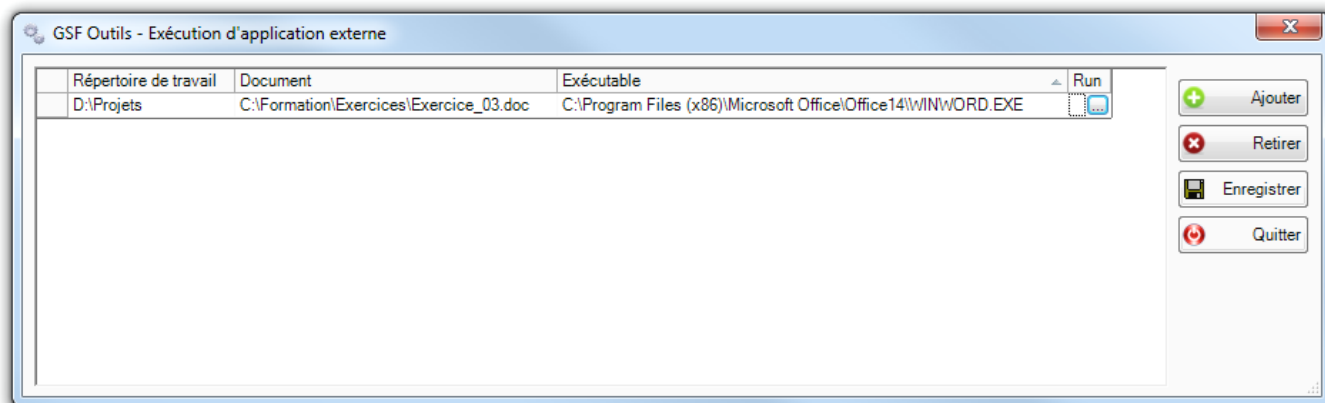 GSF Outils - Exécution d'application externe
Répertoire de travail Document Exécutable Run
D:\Projets C:\Formation\Exercices\Exercice_03.doc C:\Program Files (x86)\Microsoft Office\Office14\WINWORD.EXE ...
Ajouter
Retirer
Enregistrer
Quitter